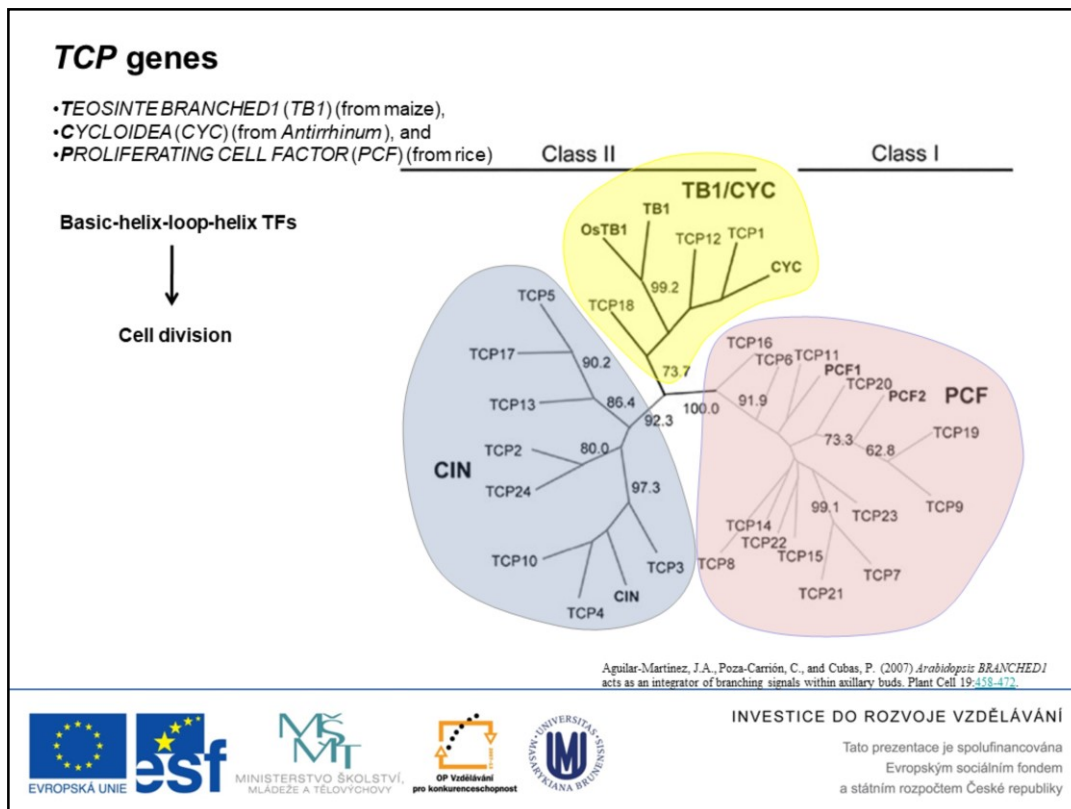 TCP genes
•TEOSINTE BRANCHED1 (TB1) (from maize),
•CYCLOIDEA (CYC) (from Antirrhinum), and
•PROLIFERATING CELL FACTOR (PCF) (from rice)
Class II
Class I
Basic-helix-loop-helix TFs
Cell division
TB1/CYC
TB1
OsTB1
TCP12
TCP1
CYC
99.2
TCP18
73.7
TCP5
TCP17
90.2
TCP13
86.4
92.3
100.0
TCP2
80.0
CIN
TCP24
97.3
TCP10
TCP3
CIN
TCP4
TCP16
TCP6
TCP11
PCF1
TCP20
PCF2
PCF
91.9
TCP19
73.3
62.8
TCP9
99.1
TCP23
TCP14
TCP22
TCP8
TCP15
TCP7
TCP21
Aguilar-Martinez, J.A., Poza-Carrión, C., and Cubas, P. (2007) Arabidopsis BRANCHED1
acts as an integrator of branching signals within axillary buds. Plant Cell 19:458-472.
EVROPSKÁ UNIE
esf
MŠMT
MINISTERSTVO ŠKOLSTVÍ,
MLÁDEŽE A TĚLOVÝCHOVY
OP Vzdělávání
pro konkurenceschopnost
UNIVERSITAS
MASARYKIANA BRUNENSIS
INVESTICE DO ROZVOJE VZDĚLÁVÁNÍ
Tato prezentace je spolufinancována
Evropským sociálním fondem
a státním rozpočtem České republiky